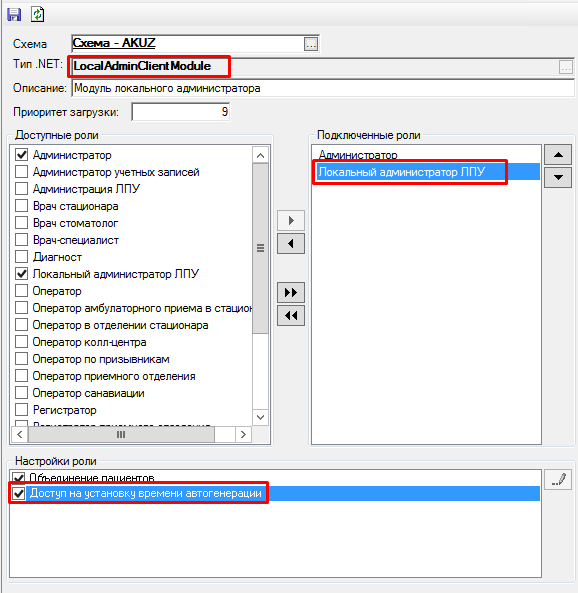 Схема
Схема - AKUZ
...
Тип .NET:
LocalAdminClientModule
...
Описание:
Модуль локального администратора
Приоритет загрузки:
9
Доступные роли
Администратор
Администратор учетных записей
Администрация ЛПУ
Врач стационара
Врач стоматолог
Врач-специалист
Диагност
Локальный администратор ЛПУ
Оператор
Оператор амбулаторного приема в стацион
Оператор в отделении стационара
Оператор колл-центра
Оператор по призывникам
Оператор приемного отделения
Оператор санавиации
Регистратор
Регистратор приемного отделения
Подключенные роли
Администратор
Локальный администратор ЛПУ
Настройки роли
Объединение пациентов
Доступ на установку времени автогенерации